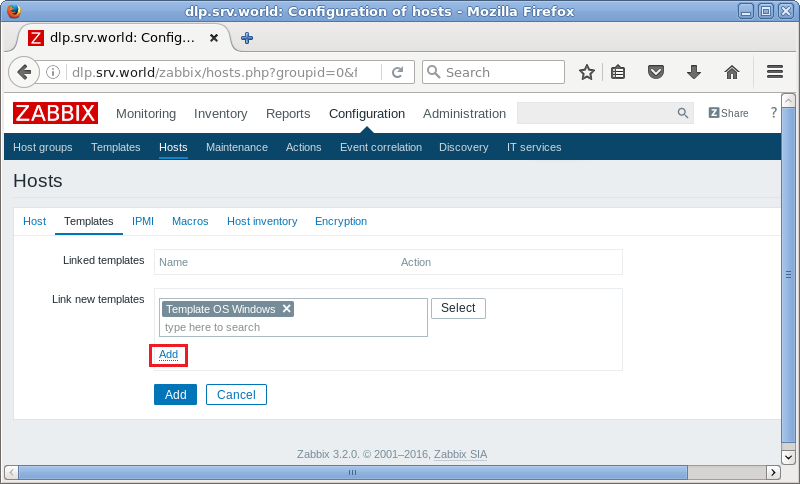 dlp.srv.world: Configuration of hosts - Mozilla Firefox
dlp.srv.world: Config...
dlp.srv.world/zabbix/hosts.php?groupid=0&f
Search
ZABBIX
Monitoring Inventory Reports Configuration Administration
Z Share ?
Host groups Templates Hosts Maintenance Actions Event correlation Discovery IT services
Hosts
Host Templates IPMI Macros Host inventory Encryption
Linked templates Name Action
Link new templates
Template OS Windows
Select
type here to search
Add
Add Cancel
Zabbix 3.2.0. © 2001–2016, Zabbix SIA